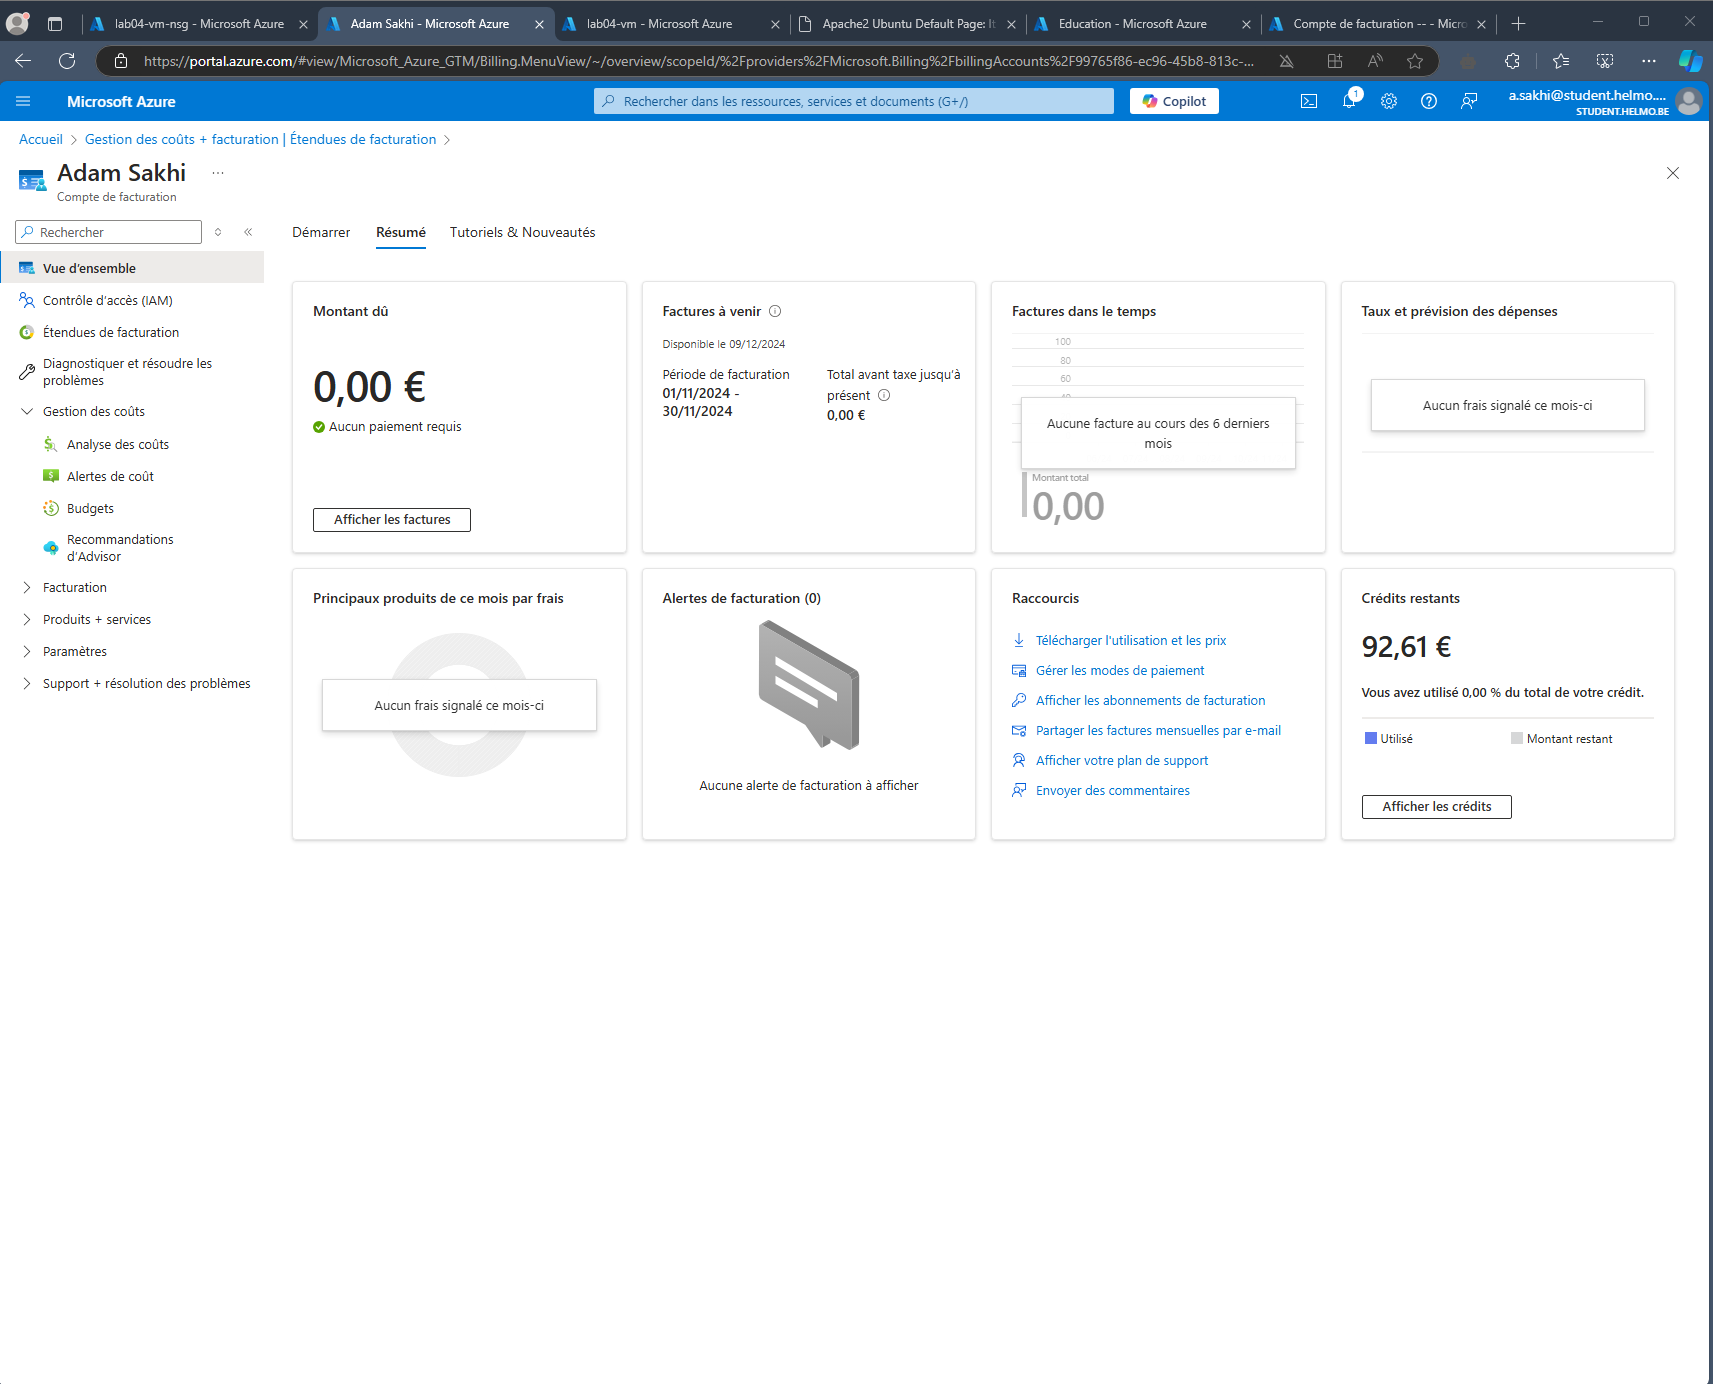 lab04-vm-nsg - Microsoft Azure
Adam Sakhi - Microsoft Azure
lab04-vm - Microsoft Azure
Apache2 Ubuntu Default Page: It
Education - Microsoft Azure
Compte de facturation -- - Micro
https://portal.azure.com/#view/Microsoft_Azure_GTM/Billing.MenuView/~/overview/scopeId/%2Fproviders%2FMicrosoft.Billing%2FbillingAccounts%2F99765f86-ec96-45b8-813c-...
Microsoft Azure
Rechercher dans les ressources, services et documents (G+/)
Copilot
1
a.sakhi@student.helmo....
STUDENT.HELMO.BE
Accueil > Gestion des coûts + facturation | Étendues de facturation >
Adam Sakhi ...
Compte de facturation
Rechercher
Vue d'ensemble
Contrôle d'accès (IAM)
Étendues de facturation
Diagnostiquer et résoudre les
problèmes
Gestion des coûts
Analyse des coûts
Alertes de coût
Budgets
Recommandations
d'Advisor
Facturation
Produits + services
Paramètres
Support + résolution des problèmes
Démarrer
Résumé
Tutoriels & Nouveautés
Montant dû
0,00 €
Aucun paiement requis
Afficher les factures
Factures à venir
Disponible le 09/12/2024
Période de facturation
01/11/2024 -
30/11/2024
Total avant taxe jusqu'à
présent
0,00 €
Factures dans le temps
100
80
60
Aucune facture au cours des 6 derniers
mois
Montant total
0,00
Taux et prévision des dépenses
Aucun frais signalé ce mois-ci
Principaux produits de ce mois par frais
Aucun frais signalé ce mois-ci
Alertes de facturation (0)
Aucune alerte de facturation à afficher
Raccourcis
Télécharger l'utilisation et les prix
Gérer les modes de paiement
Afficher les abonnements de facturation
Partager les factures mensuelles par e-mail
Afficher votre plan de support
Envoyer des commentaires
Crédits restants
92,61 €
Vous avez utilisé 0,00 % du total de votre crédit.
Utilisé
Montant restant
Afficher les crédits